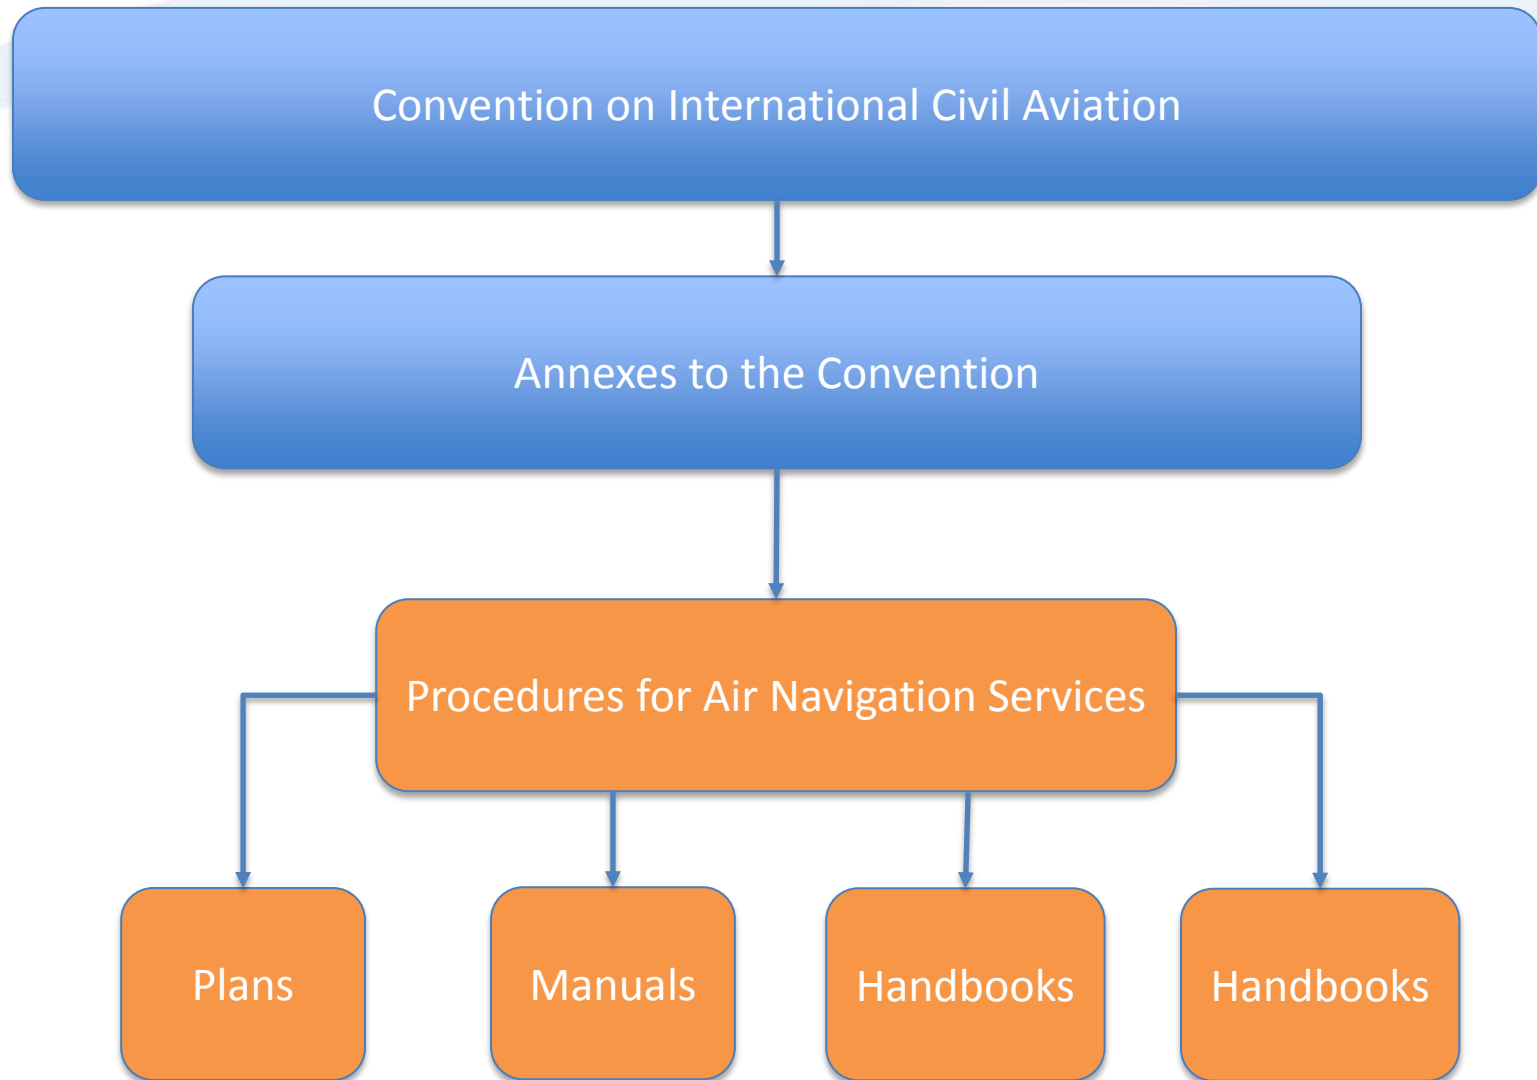 Convention on International Civil Aviation
Annexes to the Convention
Procedures for Air Navigation Services
Plans
Manuals
Handbooks
Handbooks